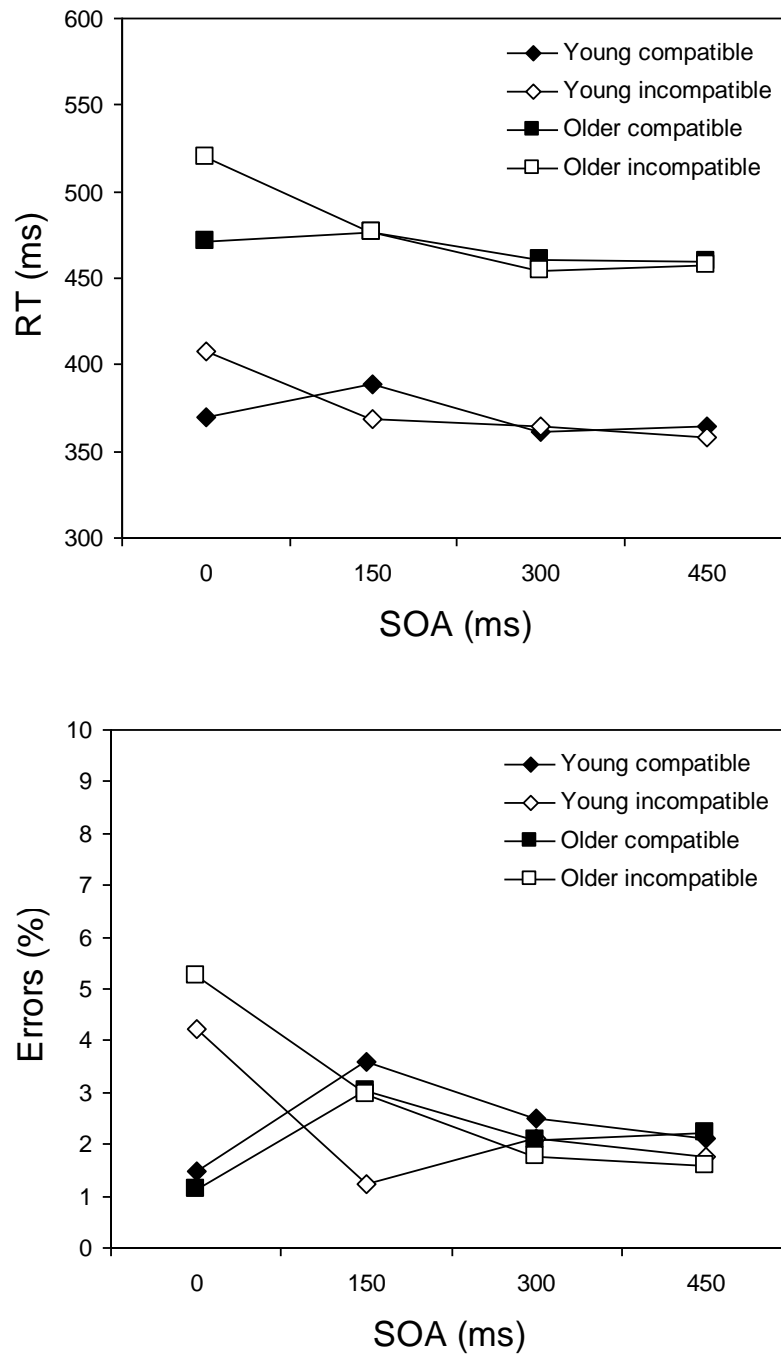 600
550
500
450
400
350
300
RT (ms)
Young compatible
Young incompatible
Older compatible
Older incompatible
0 150 300 450
SOA (ms)
10
9
8
7
6
5
4
3
2
1
0
Errors (%)
Young compatible
Young incompatible
Older compatible
Older incompatible
0 150 300 450
SOA (ms)